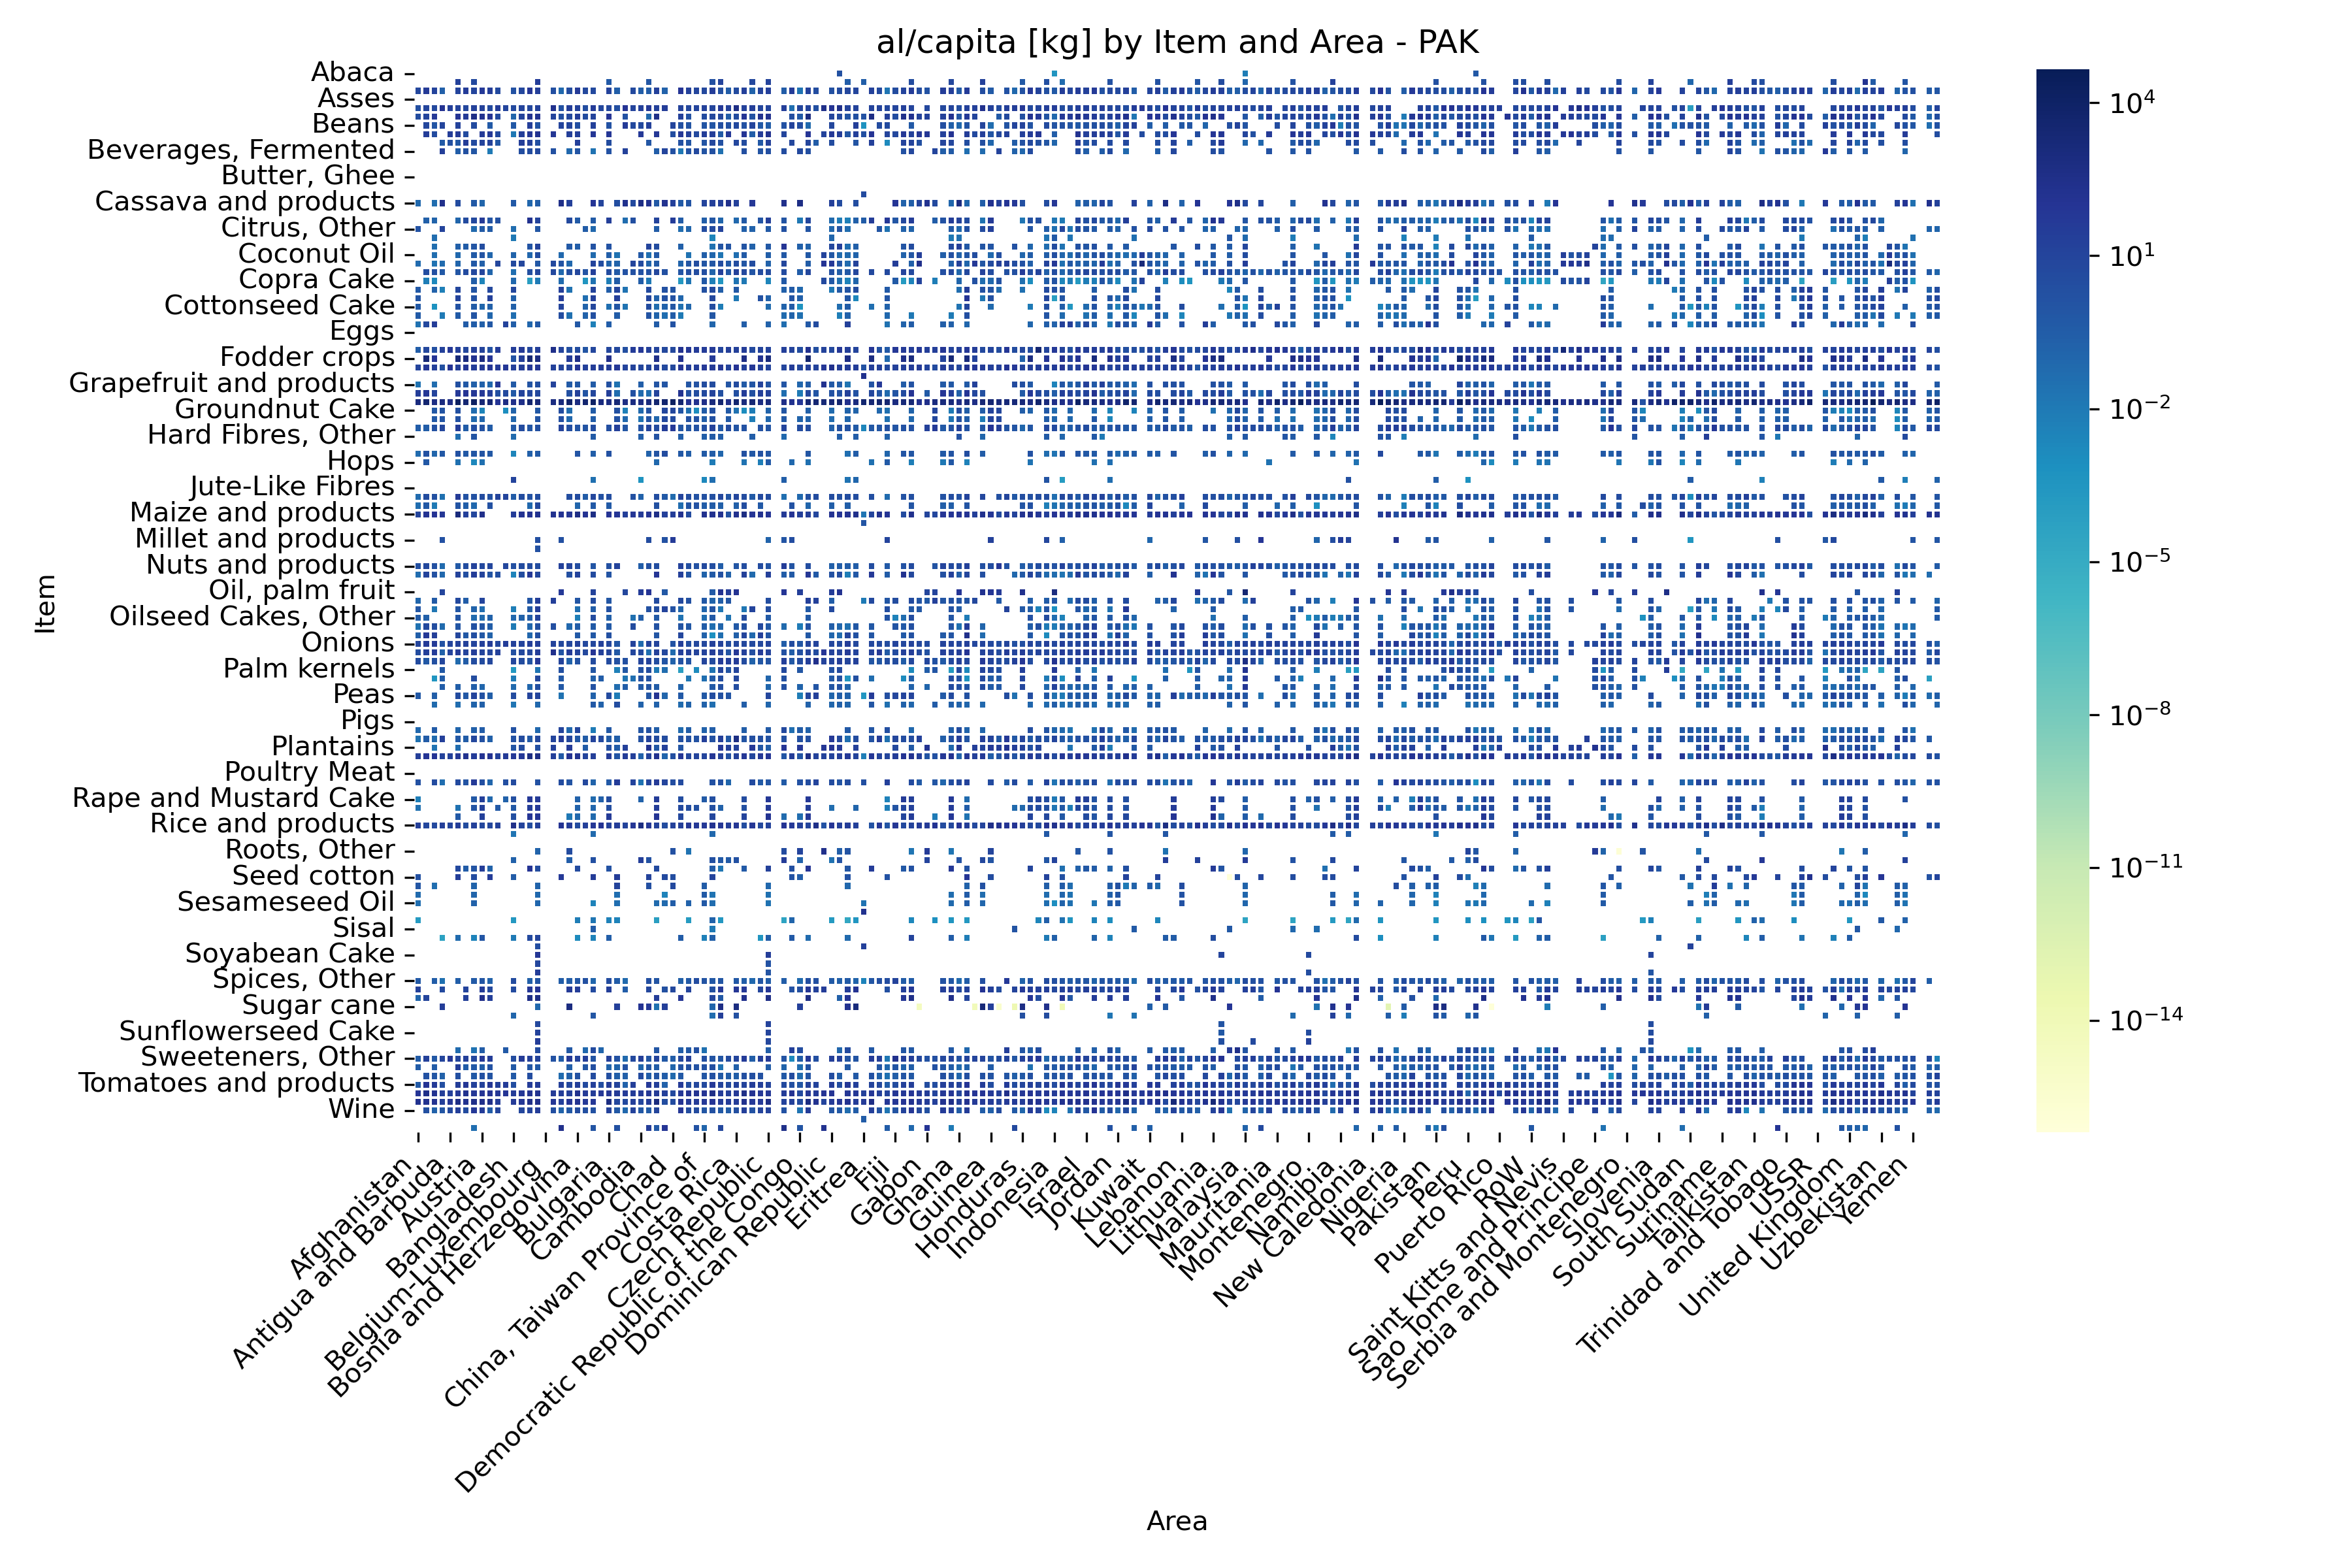 al/capita [kg] by Item and Area - PAK
Item
Abaca
Asses
Beans
Beverages, Fermented
Butter, Ghee
Cassava and products
Citrus, Other
Coconut Oil
Copra Cake
Cottonseed Cake
Eggs
Fodder crops
Grapefruit and products
Groundnut Cake
Hard Fibres, Other
Hops
Jute-Like Fibres
Maize and products
Millet and products
Nuts and products
Oil, palm fruit
Oilseed Cakes, Other
Onions
Palm kernels
Peas
Pigs
Plantains
Poultry Meat
Rape and Mustard Cake
Rice and products
Roots, Other
Seed cotton
Sesameseed Oil
Sisal
Soyabean Cake
Spices, Other
Sugar cane
Sunflowerseed Cake
Sweeteners, Other
Tomatoes and products
Wine
Afghanistan
Antigua and Barbuda
Austria
Bangladesh
Belgium-Luxembourg
Bosnia and Herzegovina
Bulgaria
Cambodia
Chad
China, Taiwan Province of
Costa Rica
Czech Republic
Democratic Republic of the Congo
Dominican Republic
Eritrea
Fiji
Gabon
Ghana
Guinea
Honduras
Indonesia
Israel
Jordan
Kuwait
Lebanon
Lithuania
Malaysia
Mauritania
Montenegro
Namibia
New Caledonia
Nigeria
Pakistan
Peru
Puerto Rico
RoW
Saint Kitts and Nevis
Sao Tome and Principe
Serbia and Montenegro
Slovenia
South Sudan
Suriname
Tajikistan
Trinidad and Tobago
USSR
United Kingdom
Uzbekistan
Yemen
Area
10⁴
10¹
10⁻²
10⁻⁵
10⁻⁸
10⁻¹¹
10⁻¹⁴